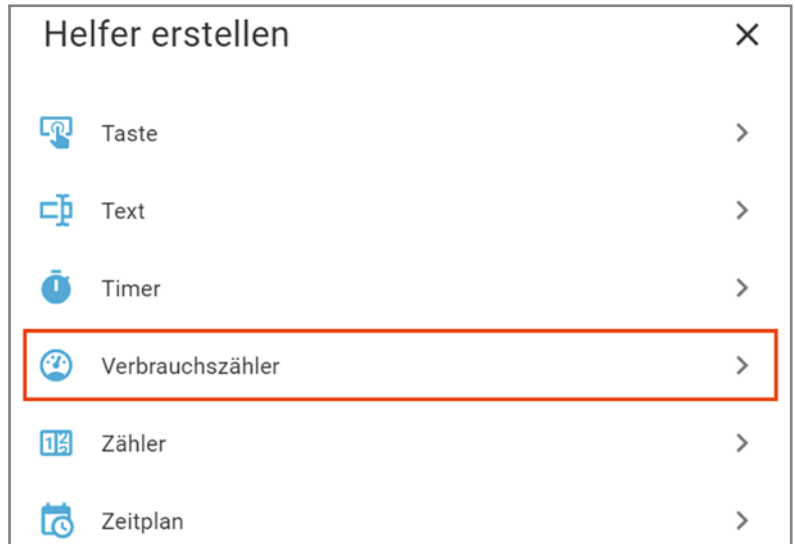 Helfer erstellen
Taste
Text
Timer
Verbrauchszähler
Zähler
Zeitplan